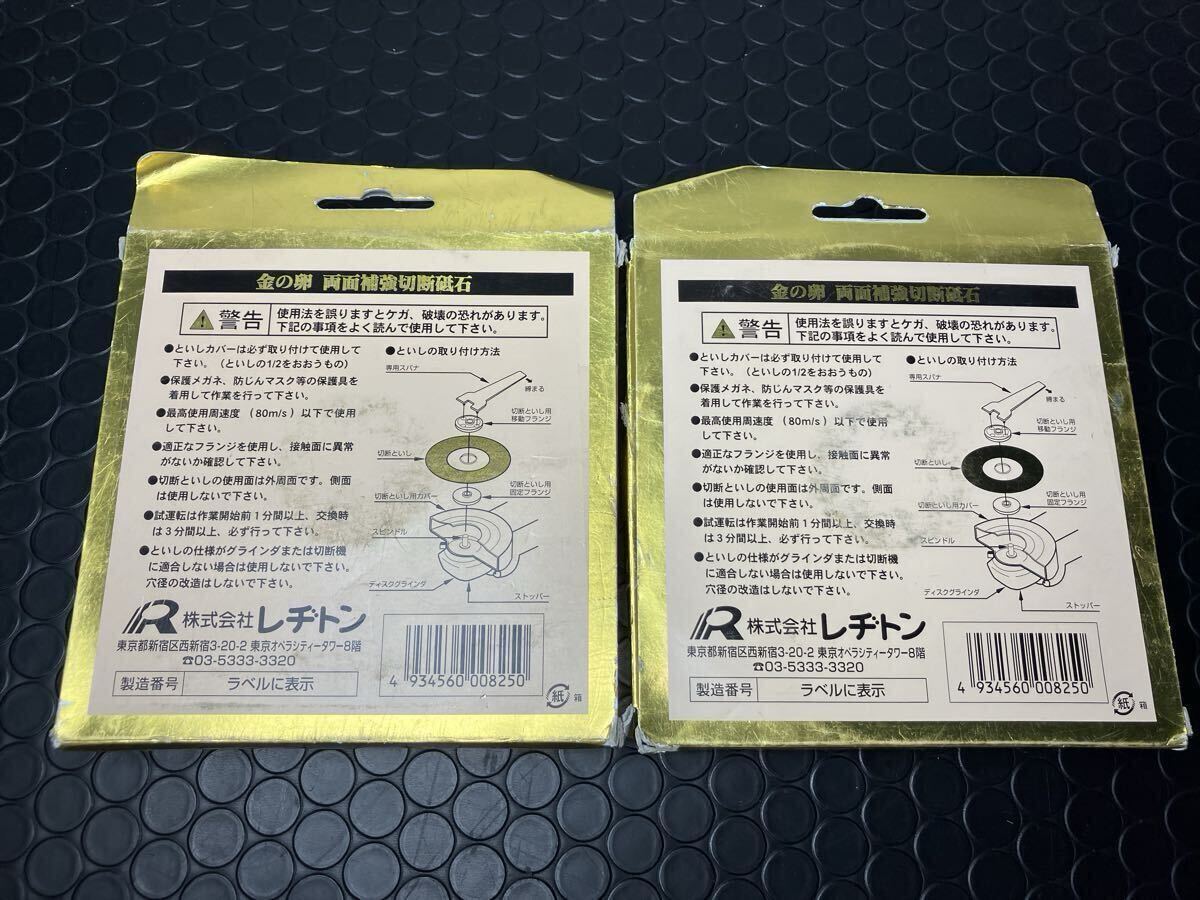 金の卵 両面補強切断砥石
警告 使用法を誤りますとケガ、破壊の恐れがあります。
下記の事項をよく読んで使用して下さい。
●といしカバーは必ず取り付けて使用して
下さい。（といしの1/2をおおうもの）
●保護メガネ、防じんマスク等の保護具を
着用して作業を行って下さい。
●最高使用周速度（80m/s）以下で使用
して下さい。
●適正なフランジを使用し、接触面に異常
がないか確認して下さい。
●切断といしの使用面は外周面です。側面
は使用しないで下さい。
●試運転は作業開始前1分間以上、交換時
は3分間以上、必ず行って下さい。
●といしの仕様がグラインダまたは切断機
に適合しない場合は使用しないで下さい。
穴径の改造はしないで下さい。
●といしの取り付け方法
専用スパナ
締まる
切断といし用
移動フランジ
切断といし
切断といし用
固定フランジ
切断といし用カバー
スピンドル
ディスクグラインダ
ストッパー
R 株式会社レヂトン
東京都新宿区西新宿3-20-2 東京オペラシティータワー8階
☎03-5333-3320
製造番号 ラベルに表示
4 934560 008250
紙 箱
金の卵 両面補強切断砥石
警告 使用法を誤りますとケガ、破壊の恐れがあります。
下記の事項をよく読んで使用して下さい。
●といしカバーは必ず取り付けて使用して
下さい。（といしの1/2をおおうもの）
●保護メガネ、防じんマスク等の保護具を
着用して作業を行って下さい。
●最高使用周速度（80m/s）以下で使用
して下さい。
●適正なフランジを使用し、接触面に異常
がないか確認して下さい。
●切断といしの使用面は外周面です。側面
は使用しないで下さい。
●試運転は作業開始前1分間以上、交換時
は3分間以上、必ず行って下さい。
●といしの仕様がグラインダまたは切断機
に適合しない場合は使用しないで下さい。
穴径の改造はしないで下さい。
●といしの取り付け方法
専用スパナ
締まる
切断といし用
移動フランジ
切断といし
切断といし用
固定フランジ
切断といし用カバー
スピンドル
ディスクグラインダ
ストッパー
R 株式会社レヂトン
東京都新宿区西新宿3-20-2 東京オペラシティータワー8階
☎03-5333-3320
製造番号 ラベルに表示
4 934560 008250
紙 箱